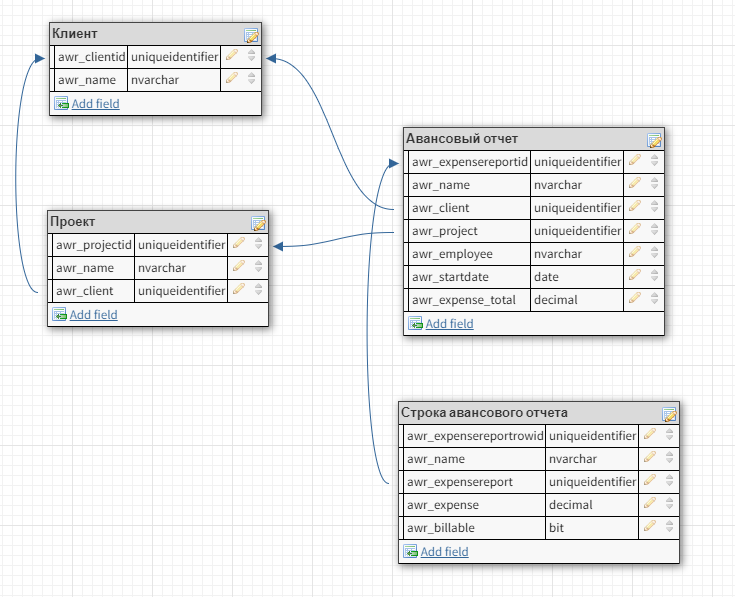 Клиент
awr_clientid uniqueidentifier
awr_name nvarchar
Add field
Проект
awr_projectid uniqueidentifier
awr_name nvarchar
awr_client uniqueidentifier
Add field
Авансовый отчет
awr_expensereportid uniqueidentifier
awr_name nvarchar
awr_client uniqueidentifier
awr_project uniqueidentifier
awr_employee nvarchar
awr_startdate date
awr_expense_total decimal
Add field
Строка авансового отчета
awr_expensereportrowid uniqueidentifier
awr_name nvarchar
awr_expensereport uniqueidentifier
awr_expense decimal
awr_billable bit
Add field